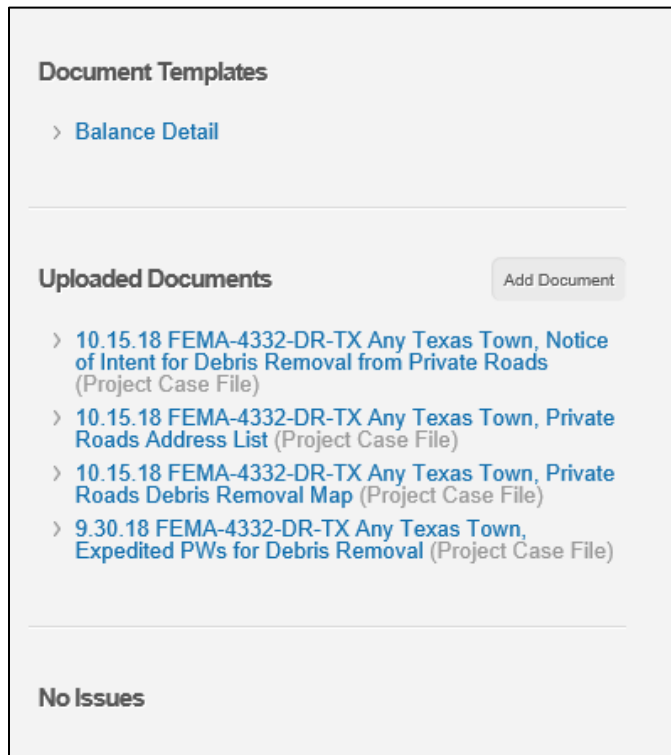 Document Templates
Balance Detail
Uploaded Documents
Add Document
10.15.18 FEMA-4332-DR-TX Any Texas Town, Notice
of Intent for Debris Removal from Private Roads
(Project Case File)
10.15.18 FEMA-4332-DR-TX Any Texas Town, Private
Roads Address List (Project Case File)
10.15.18 FEMA-4332-DR-TX Any Texas Town, Private
Roads Debris Removal Map (Project Case File)
9.30.18 FEMA-4332-DR-TX Any Texas Town,
Expedited PWs for Debris Removal (Project Case File)
No Issues